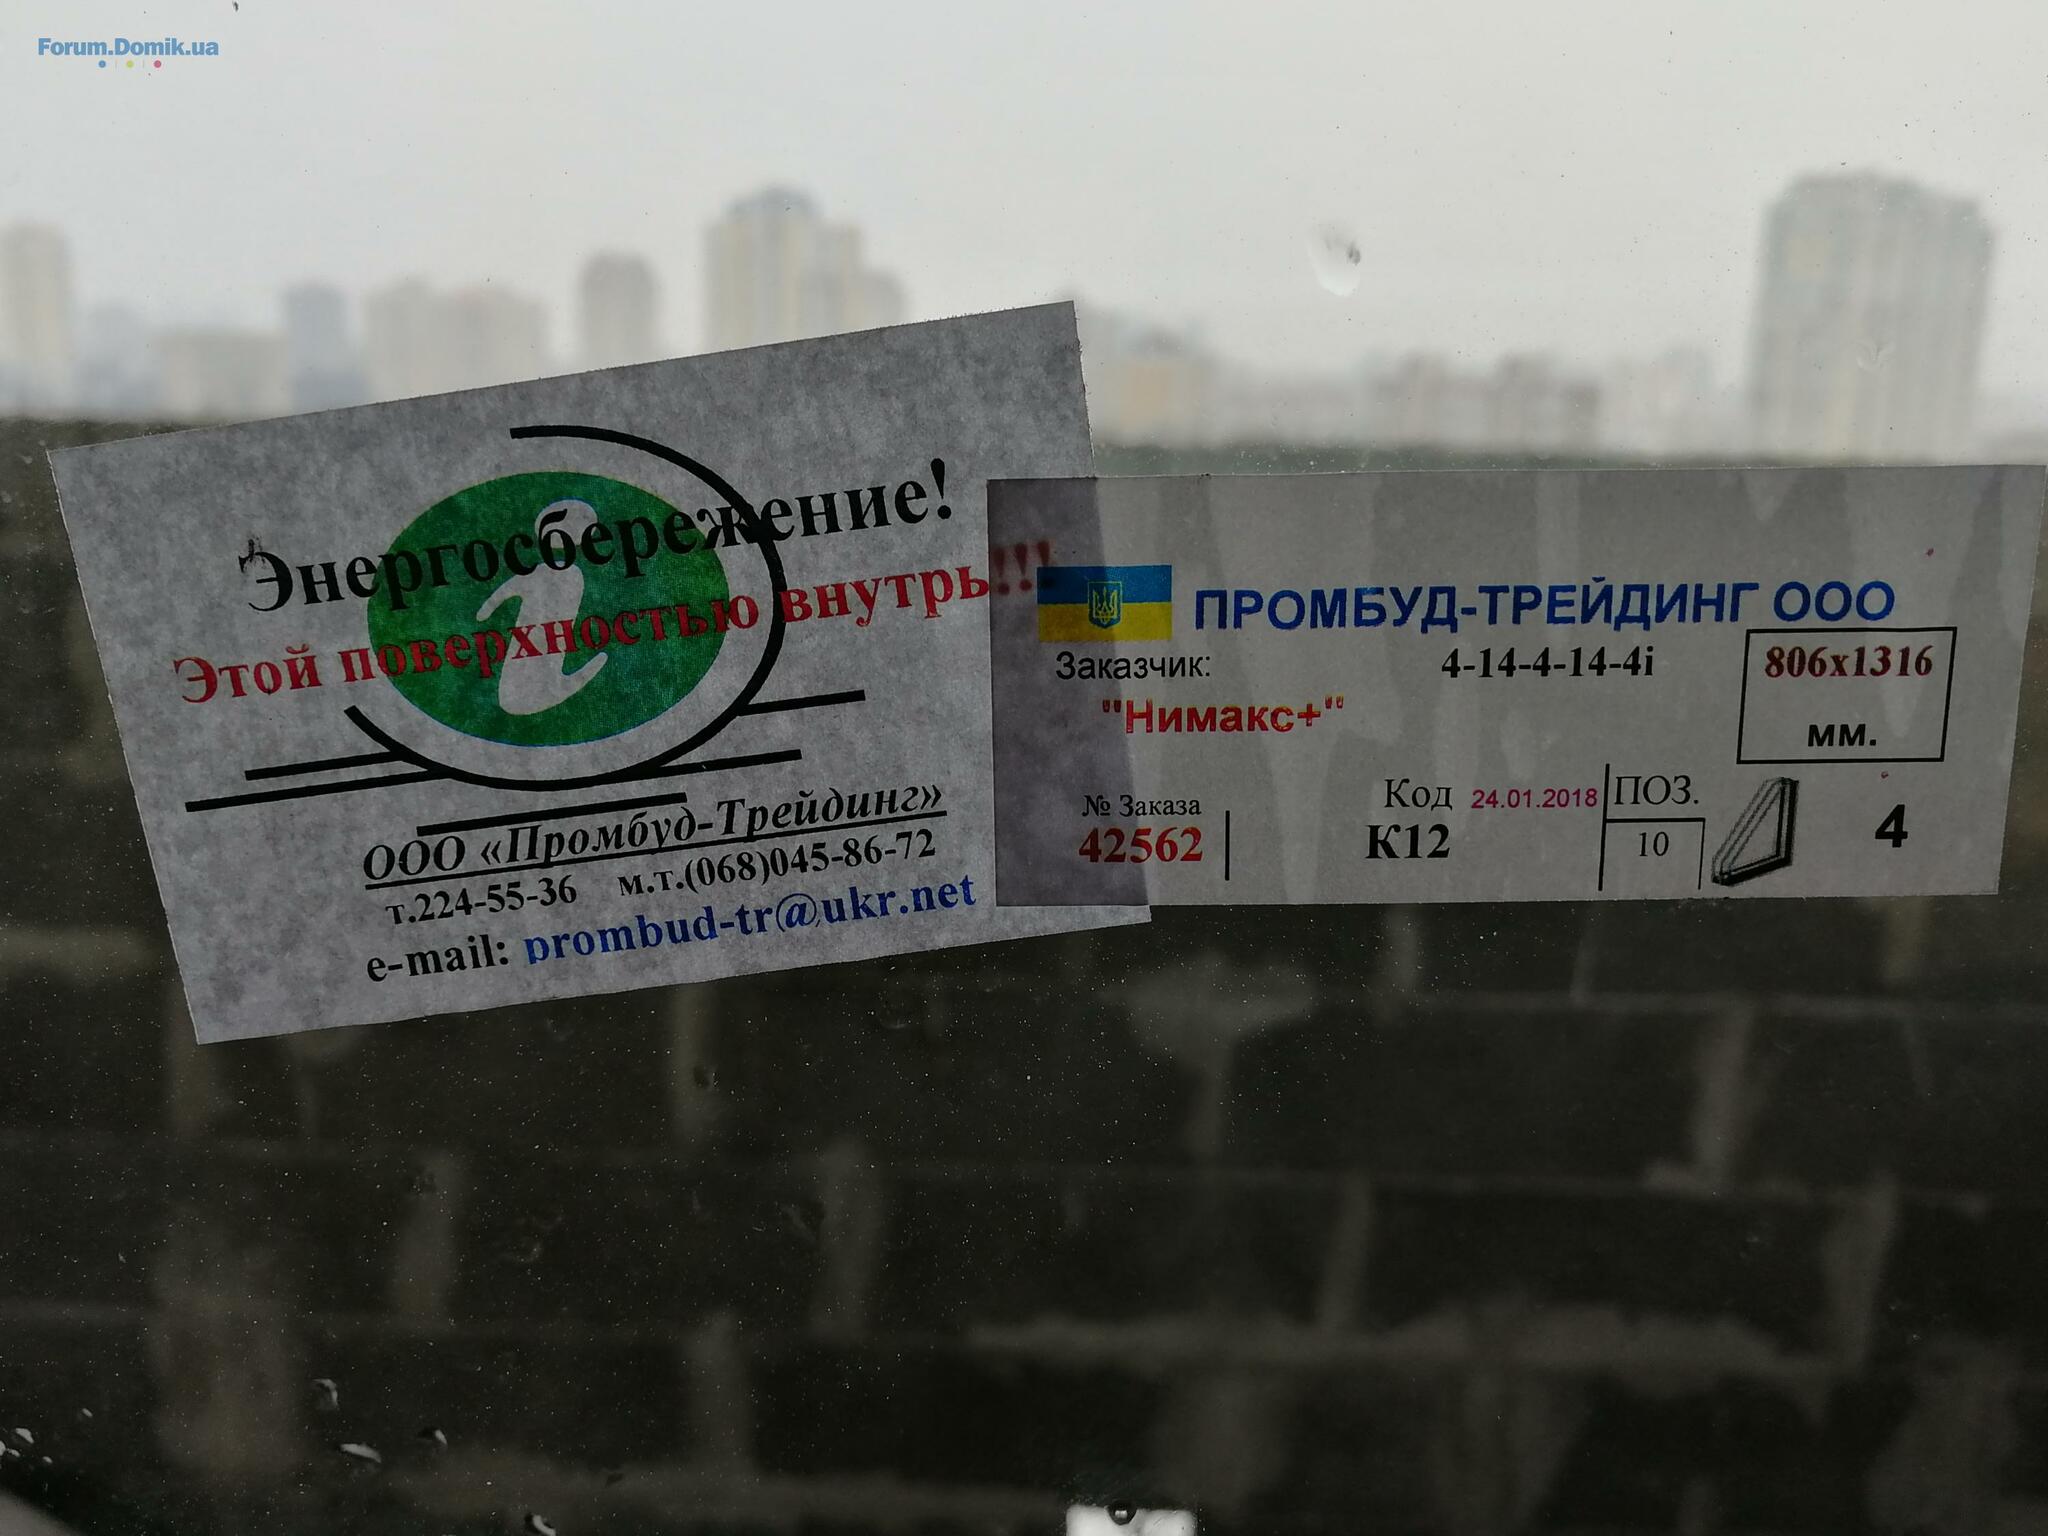 Forum.Domik.ua
Энергосбережение!
Этой поверхностью внутрь!!!
ООО «Промбуд-Трейдинг»
т.224-55-36 м.т.(068)045-86-72
e-mail: prombud-tr@ukr.net
ПРОМБУД-ТРЕЙДИНГ ООО
Заказчик: 4-14-4-14-4i
806x1316
мм.
"Нимакс+"
№ Заказа
42562
Код 24.01.2018
К12
ПОЗ.
10
4